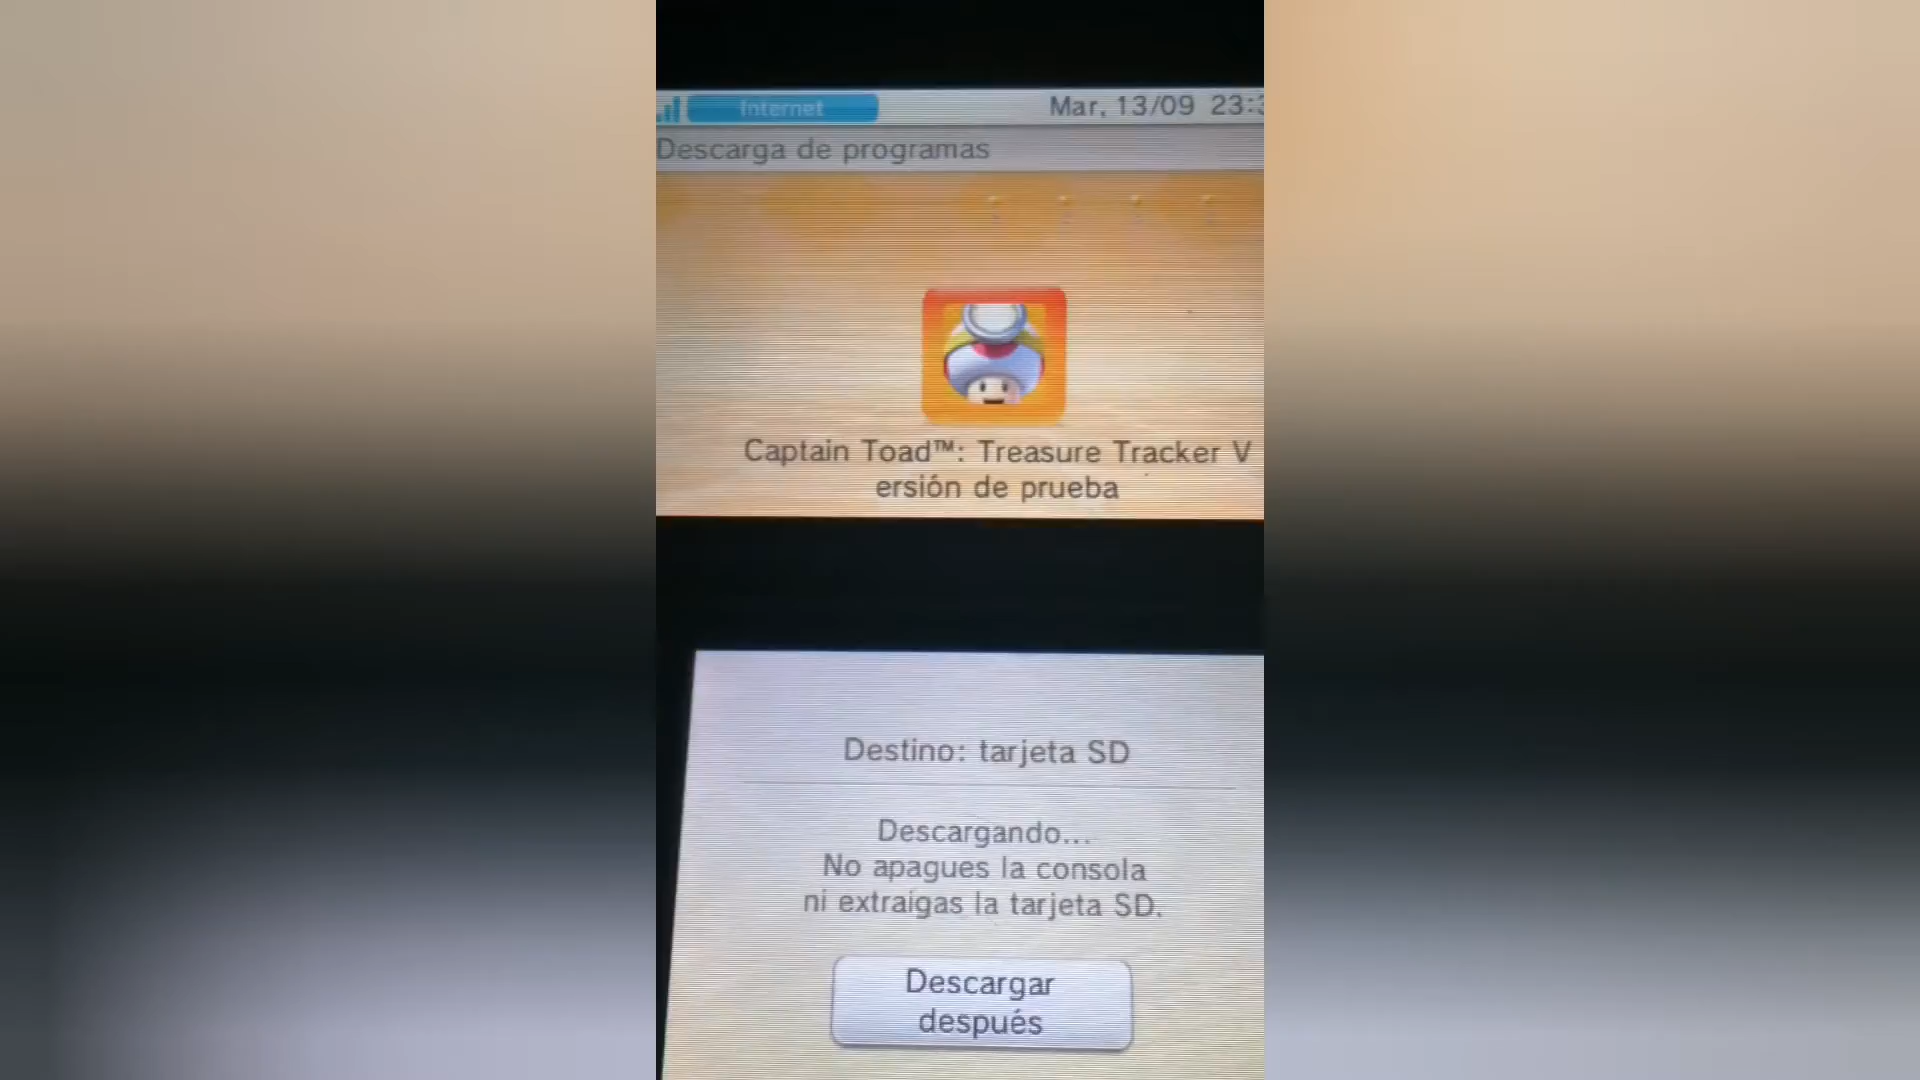 Internet
Mar, 13/09 23:
Descarga de programas
Captain Toad™: Treasure Tracker V
ersión de prueba
Destino: tarjeta SD
Descargando...
No apagues la consola
ni extraigas la tarjeta SD.
Descargar
después